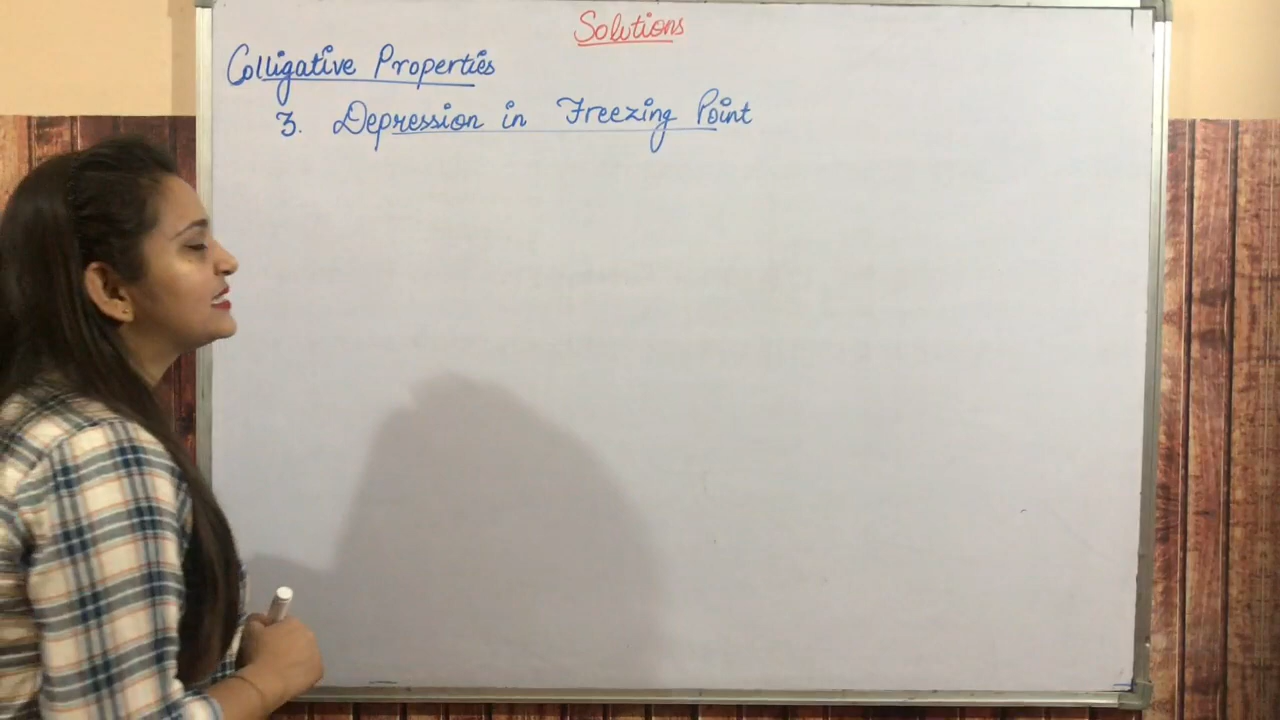 Solutions
Colligative Properties
3. Depression in Freezing Point